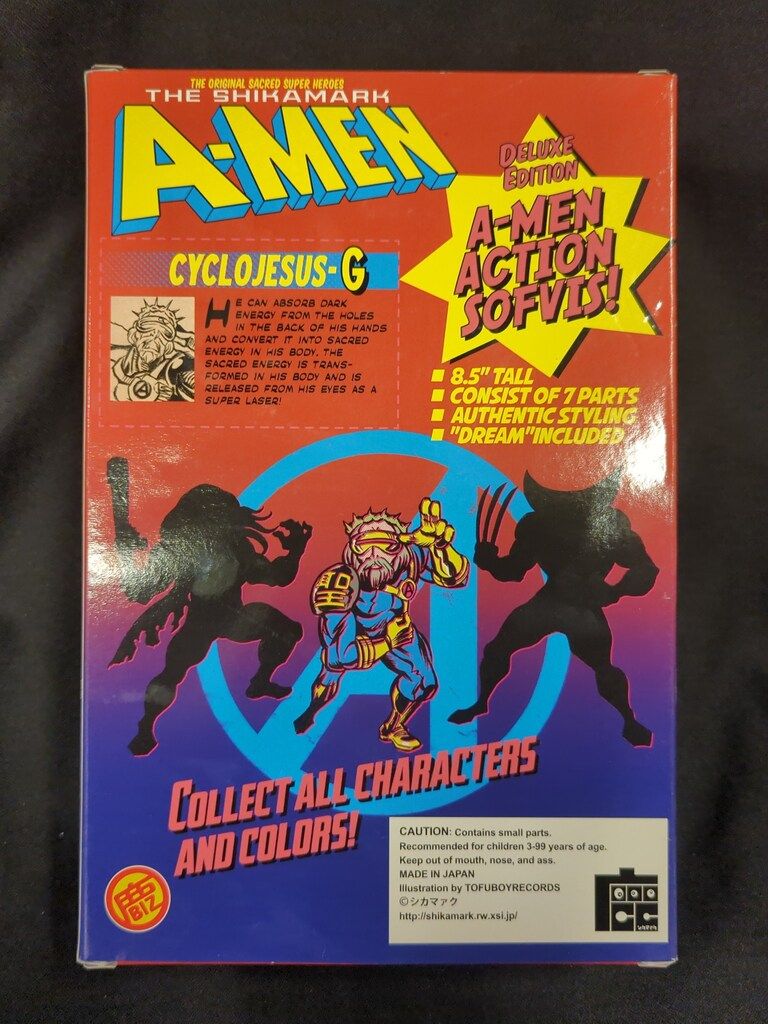 THE ORIGINAL SACRED SUPER HEROES
THE SHIKAMARK
A-MEN
DELUXE
EDITION
A-MEN
ACTION
SOFVIS!
CYCLOJESUS-G
HE CAN ABSORB DARK
ENERGY FROM THE HOLES
IN THE BACK OF HIS HANDS
AND CONVERT IT INTO SACRED
ENERGY IN HIS BODY. THE
SACRED ENERGY IS TRANS-
FORMED IN HIS BODY AND IS
RELEASED FROM HIS EYES AS A
SUPER LASER!
8.5" TALL
CONSIST OF 7 PARTS
AUTHENTIC STYLING
"DREAM"INCLUDED
A
COLLECT ALL CHARACTERS
AND COLORS!
BIZ
CAUTION: Contains small parts.
Recommended for children 3-99 years of age.
Keep out of mouth, nose, and ass.
MADE IN JAPAN
Illustration by TOFUBOYRECORDS
©シカマァク
http://shikamark.rw.xsi.jp/